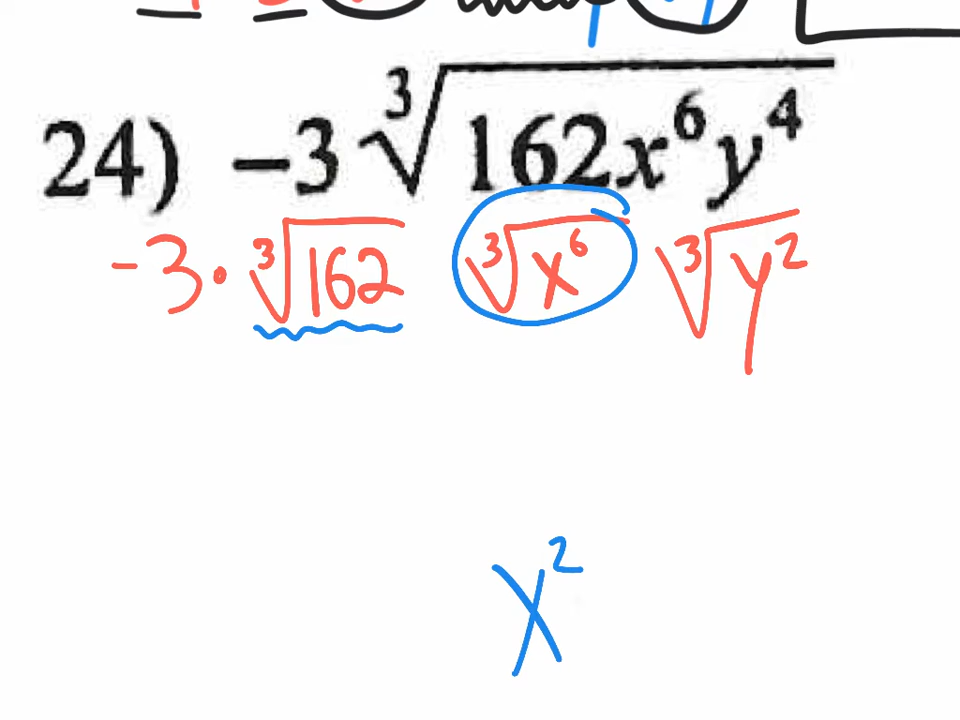 24) -3∛162x⁶y⁴
-3 · ∛162 ∛x⁶ ∛y²
x²